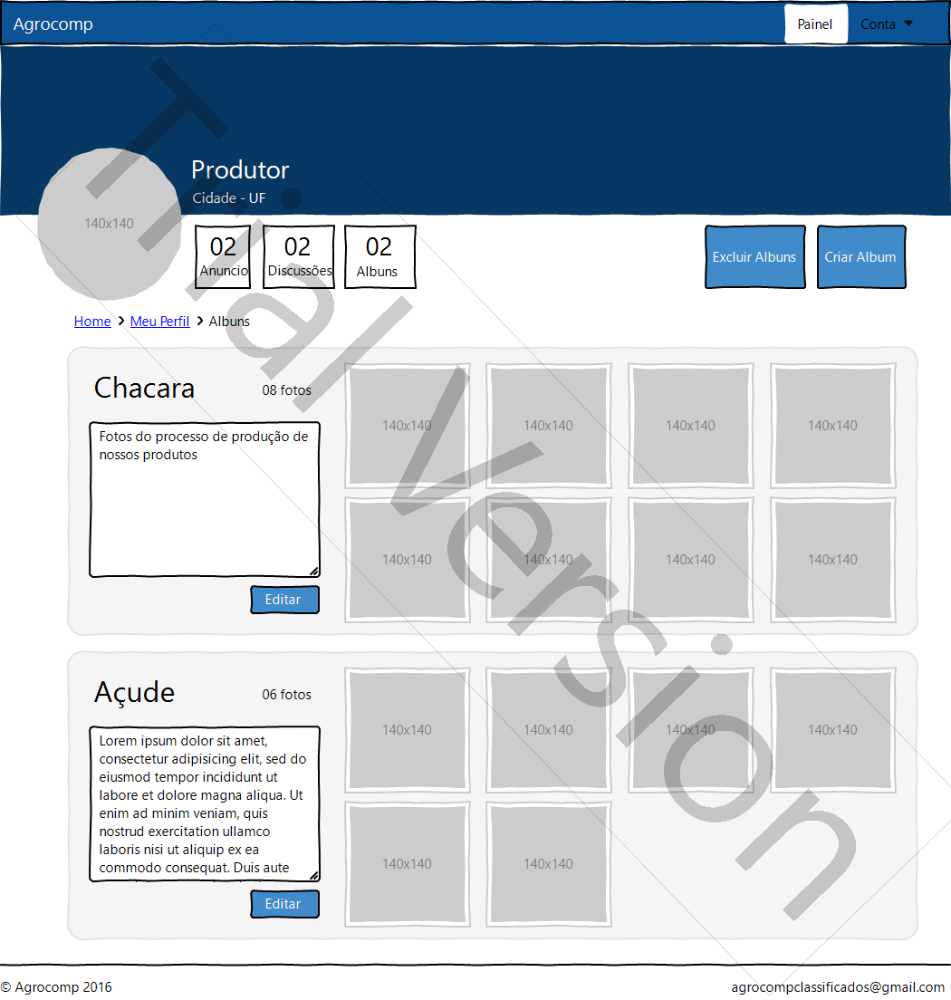 Agrocomp
Painel
Conta
Produtor
Cidade - UF
140x140
02
Anuncio
02
Discussões
02
Albuns
Excluir Albuns
Criar Album
Home > Meu Perfil > Albuns
Chacara
08 fotos
Fotos do processo de produção de
nossos produtos
Editar
140x140
140x140
140x140
140x140
140x140
140x140
140x140
140x140
Açude
06 fotos
Lorem ipsum dolor sit amet,
consectetur adipisicing elit, sed do
eiusmod tempor incididunt ut
labore et dolore magna aliqua. Ut
enim ad minim veniam, quis
nostrud exercitation ullamco
laboris nisi ut aliquip ex ea
commodo consequat. Duis aute
Editar
140x140
140x140
140x140
140x140
140x140
140x140
Trial Version
© Agrocomp 2016
agrocompclassificados@gmail.com